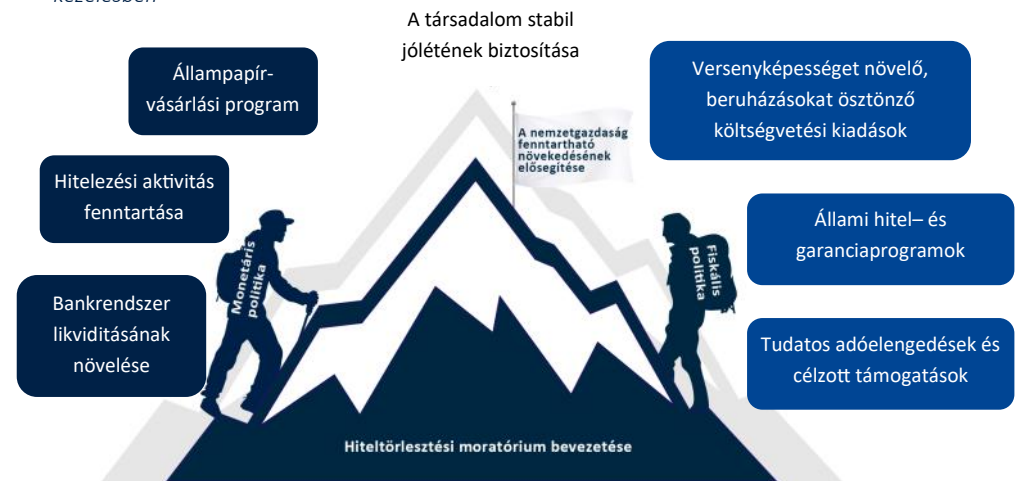 A társadalom stabil
jólétének biztosítása
Állampapír-
vásárlási program
Hitelezési aktivitás
fenntartása
Bankrendszer
likviditásának
növelése
Monetáris
politika
A nemzetgazdaság
fenntartható
növekedésének
elősegítése
Fiskális
politika
Versenyképességet növelő,
beruházásokat ösztönző
költségvetési kiadások
Állami hitel– és
garanciaprogramok
Tudatos adóelengedések és
célzott támogatások
Hiteltörlesztési moratórium bevezetése